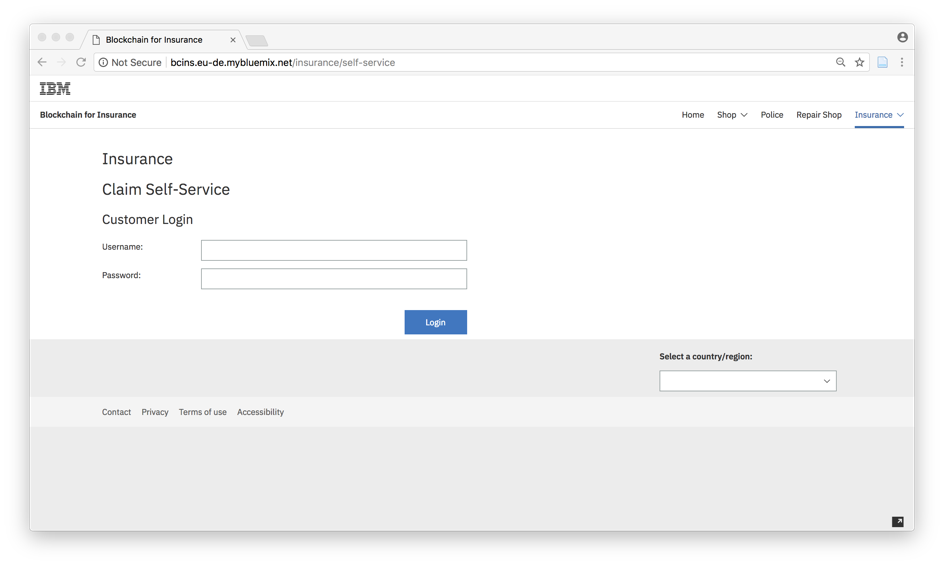 Blockchain for Insurance
Not Secure | bcins.eu-de.mybluemix.net/insurance/self-service
IBM
Blockchain for Insurance
Home Shop Police Repair Shop Insurance
Insurance
Claim Self-Service
Customer Login
Username:
Password:
Login
Select a country/region:
Contact Privacy Terms of use Accessibility